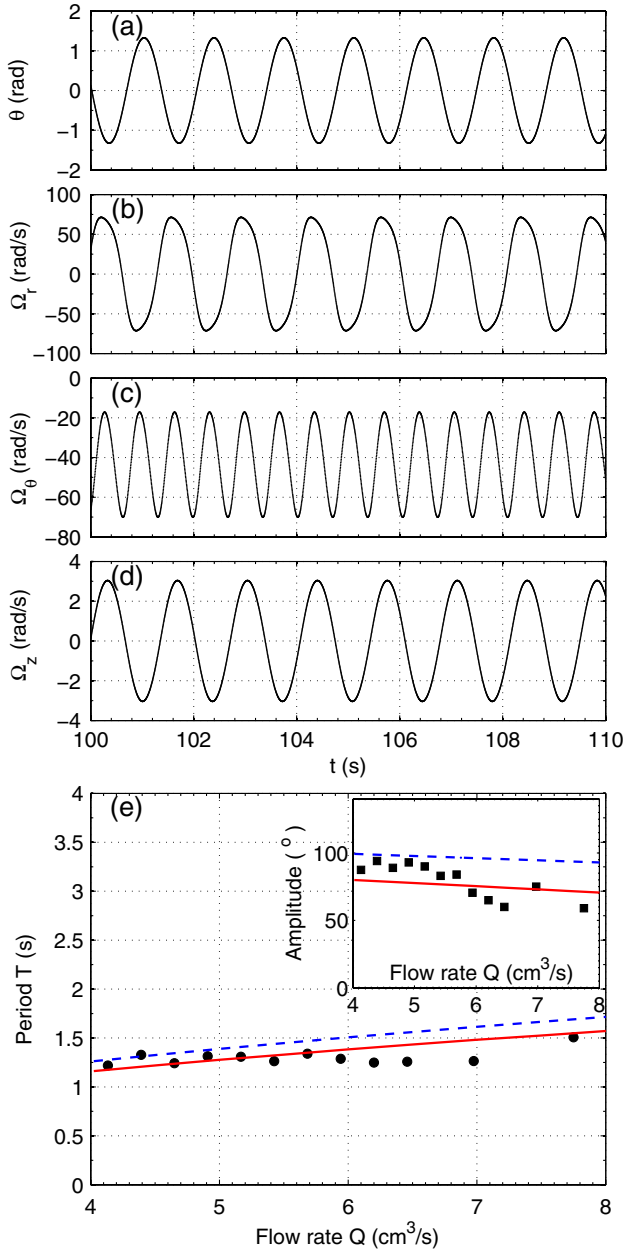 (a)
θ (rad)
2
1
0
−1
−2
(b)
Ω_r (rad/s)
100
50
0
−50
−100
(c)
Ω_θ (rad/s)
0
−20
−40
−60
−80
(d)
Ω_z (rad/s)
4
2
0
−2
−4
100 102 104 106 108 110
t (s)
(e)
Period T (s)
4
3.5
3
2.5
2
1.5
1
0.5
0
4 5 6 7 8
Flow rate Q (cm³/s)
Amplitude (°)
100
50
0
Flow rate Q (cm³/s)
4 5 6 7 8